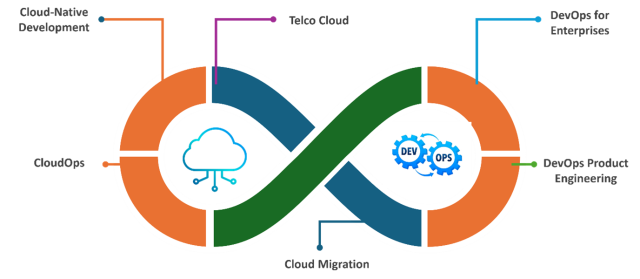 Cloud-Native
Development
Telco Cloud
DevOps for
Enterprises
CloudOps
DEV
OPS
DevOps Product
Engineering
Cloud Migration